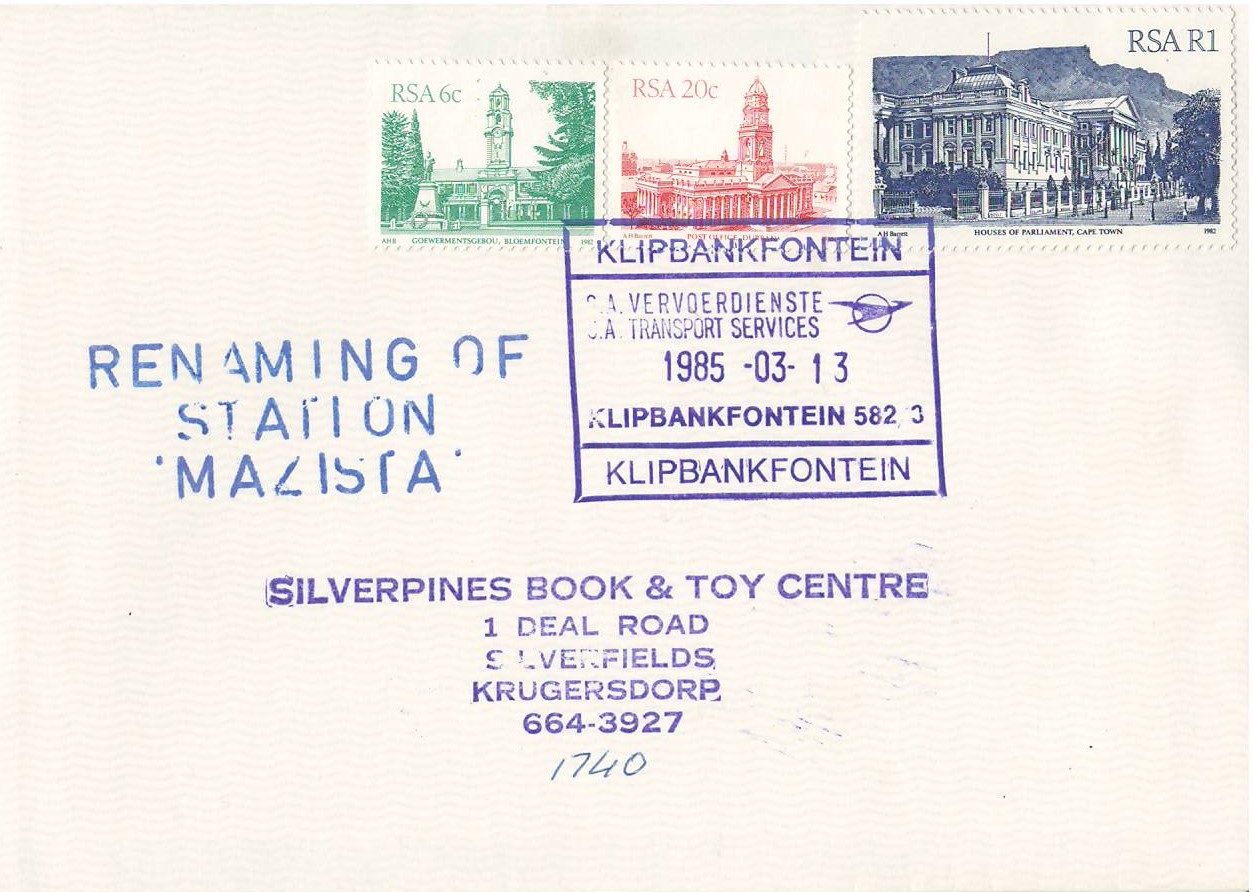 RSA 6c
AHB GOEWERMENTSGEBOU, BLOEMFONTEIN 1982
RSA 20c
A H Barrett POST OFFICE, DURBAN
RSA R1
A H Barrett HOUSES OF PARLIAMENT, CAPE TOWN 1982
KLIPBANKFONTEIN
S.A. VERVOERDIENSTE
S.A. TRANSPORT SERVICES
1985 -03- 13
KLIPBANKFONTEIN 582/3
KLIPBANKFONTEIN
RENAMING OF
STATION
'MAZISTA'
SILVERPINES BOOK & TOY CENTRE
1 DEAL ROAD
SILVERFIELDS,
KRUGERSDORP.
664-3927
1740